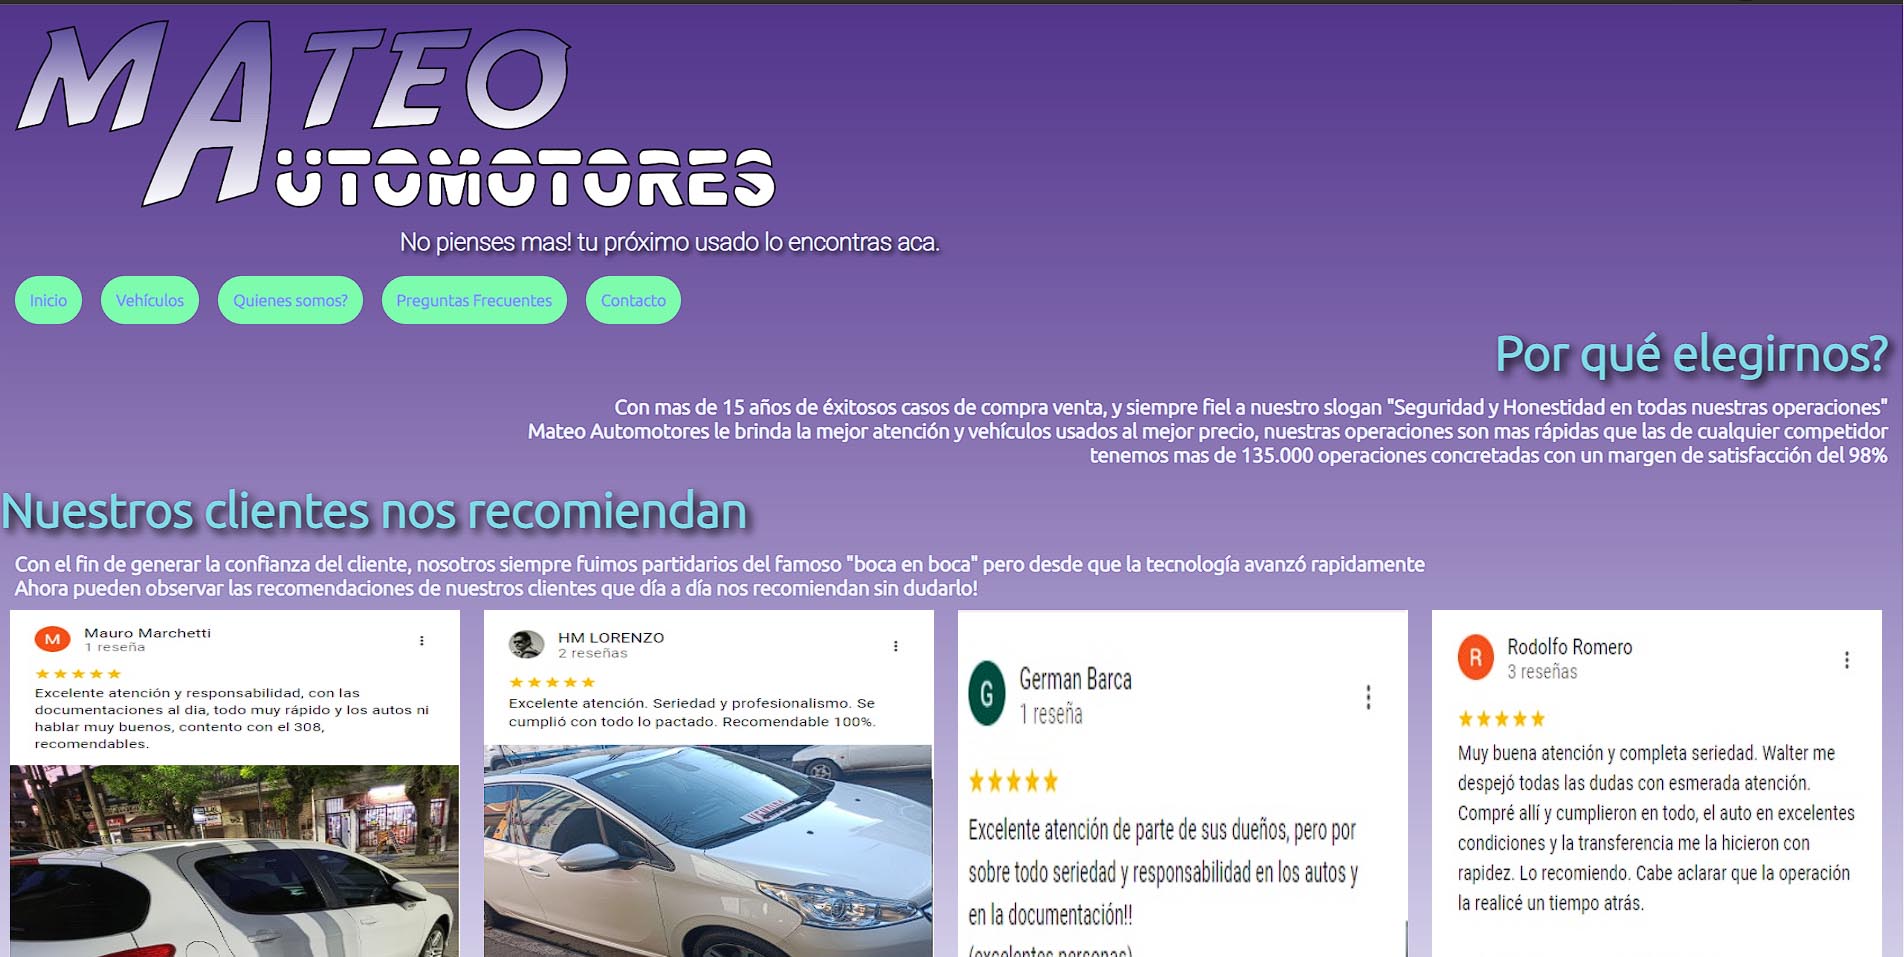 MATEO
AUTOMOTORES
No pienses mas! tu próximo usado lo encontras aca.
Inicio
Vehículos
Quienes somos?
Preguntas Frecuentes
Contacto
Por qué elegirnos?
Con mas de 15 años de éxitosos casos de compra venta, y siempre fiel a nuestro slogan "Seguridad y Honestidad en todas nuestras operaciones"
Mateo Automotores le brinda la mejor atención y vehículos usados al mejor precio, nuestras operaciones son mas rápidas que las de cualquier competidor
tenemos mas de 135.000 operaciones concretadas con un margen de satisfacción del 98%
Nuestros clientes nos recomiendan
Con el fin de generar la confianza del cliente, nosotros siempre fuimos partidarios del famoso "boca en boca" pero desde que la tecnología avanzó rapidamente
Ahora pueden observar las recomendaciones de nuestros clientes que día a día nos recomiendan sin dudarlo!
M
Mauro Marchetti
1 reseña
Excelente atención y responsabilidad, con las
documentaciones al dia, todo muy rápido y los autos ni
hablar muy buenos, contento con el 308,
recomendables.
HM LORENZO
2 reseñas
Excelente atención. Seriedad y profesionalismo. Se
cumplió con todo lo pactado. Recomendable 100%.
G
German Barca
1 reseña
Excelente atención de parte de sus dueños, pero por
sobre todo seriedad y responsabilidad en los autos y
en la documentación!!
(excelentes personas)
R
Rodolfo Romero
3 reseñas
Muy buena atención y completa seriedad. Walter me
despejó todas las dudas con esmerada atención.
Compré allí y cumplieron en todo, el auto en excelentes
condiciones y la transferencia me la hicieron con
rapidez. Lo recomiendo. Cabe aclarar que la operación
la realicé un tiempo atrás.